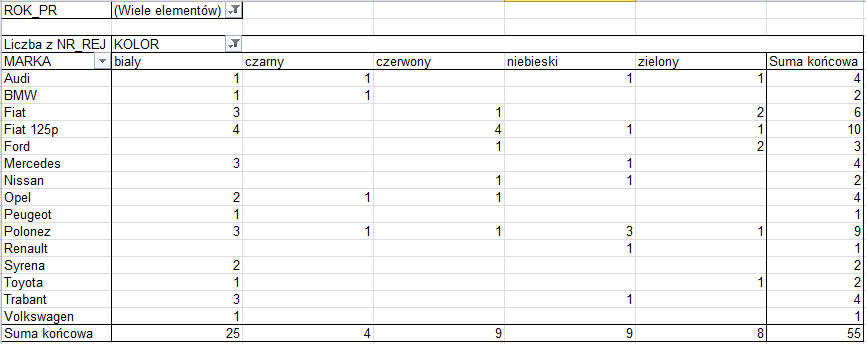 ROK_PR (Wiele elementów)
Liczba z NR_REJ KOLOR
MARKA bialy czarny czerwony niebieski zielony Suma końcowa
Audi 1 1 1 1 4
BMW 1 1 2
Fiat 3 1 2 6
Fiat 125p 4 4 1 1 10
Ford 1 2 3
Mercedes 3 1 4
Nissan 1 1 2
Opel 2 1 1 4
Peugeot 1 1
Polonez 3 1 1 3 1 9
Renault 1 1
Syrena 2 2
Toyota 1 1 2
Trabant 3 1 4
Volkswagen 1 1
Suma końcowa 25 4 9 9 8 55